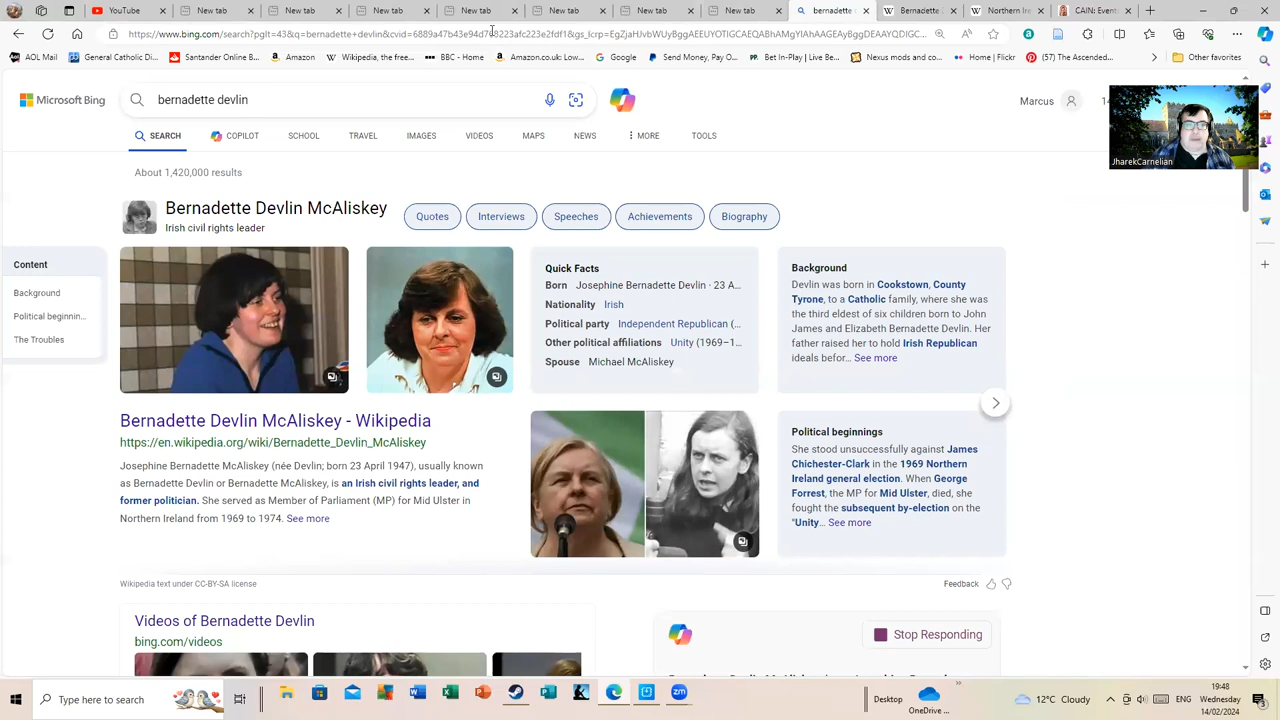 YouTube
New tab
New tab
New tab
New tab
New tab
New tab
New tab
bernadette
Bernadette
Northern Ire
CAIN: Event
https://www.bing.com/search?pglt=43&q=bernadette+devlin&cvid=
AOL Mail
General Catholic Di...
Santander Online B...
Amazon
Wikipedia, the free...
BBC - Home
Amazon.co.uk: Low...
Google
Send Money, Pay O...
Bet In-Play | Live Be...
Nexus mods and co...
Home | Flickr
(57) The Ascended...
Other favorites
Microsoft Bing
bernadette devlin
Marcus
JharekCarnelian
SEARCH
COPILOT
SCHOOL
TRAVEL
IMAGES
VIDEOS
MAPS
NEWS
MORE
TOOLS
About 1,420,000 results
Bernadette Devlin McAliskey
Irish civil rights leader
Quotes
Interviews
Speeches
Achievements
Biography
Content
Background
Political beginnin...
The Troubles
Quick Facts
Born Josephine Bernadette Devlin · 23 A...
Nationality Irish
Political party Independent Republican (...
Other political affiliations Unity (1969–1...
Spouse Michael McAliskey
Background
Devlin was born in Cookstown, County
Tyrone, to a Catholic family, where she was
the third eldest of six children born to John
James and Elizabeth Bernadette Devlin. Her
father raised her to hold Irish Republican
ideals befor... See more
Bernadette Devlin McAliskey - Wikipedia
https://en.wikipedia.org/wiki/Bernadette_Devlin_McAliskey
Josephine Bernadette McAliskey (née Devlin; born 23 April 1947), usually known
as Bernadette Devlin or Bernadette McAliskey, is an Irish civil rights leader, and
former politician. She served as Member of Parliament (MP) for Mid Ulster in
Northern Ireland from 1969 to 1974. See more
Political beginnings
She stood unsuccessfully against James
Chichester-Clark in the 1969 Northern
Ireland general election. When George
Forrest, the MP for Mid Ulster, died, she
fought the subsequent by-election on the
"Unity... See more
Wikipedia text under CC-BY-SA license
Feedback
Videos of Bernadette Devlin
bing.com/videos
Stop Responding
Type here to search
Desktop
OneDrive ...
12°C Cloudy
ENG
19:48
Wednesday
14/02/2024